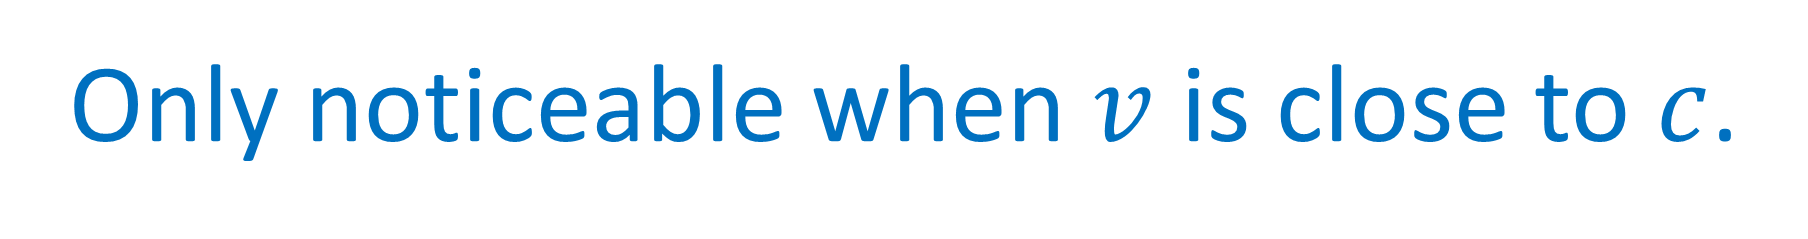 Only noticeable when 𝑣 is close to 𝑐.